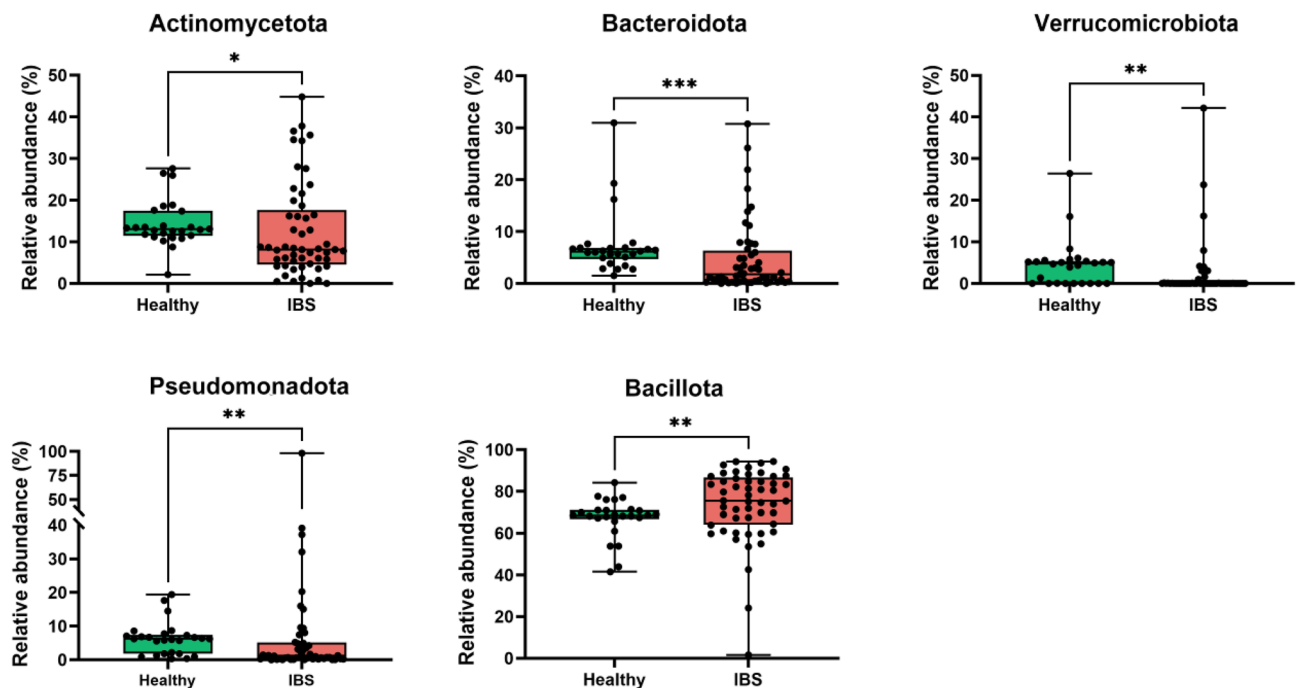 Actinomycetota
Relative abundance (%)
50
40
30
20
10
0
*
Healthy
IBS
Bacteroidota
Relative abundance (%)
40
30
20
10
0
***
Healthy
IBS
Verrucomicrobiota
Relative abundance (%)
50
40
30
20
10
0
**
Healthy
IBS
Pseudomonadota
Relative abundance (%)
100
75
50
40
30
20
10
0
**
Healthy
IBS
Bacillota
Relative abundance (%)
100
80
60
40
20
0
**
Healthy
IBS